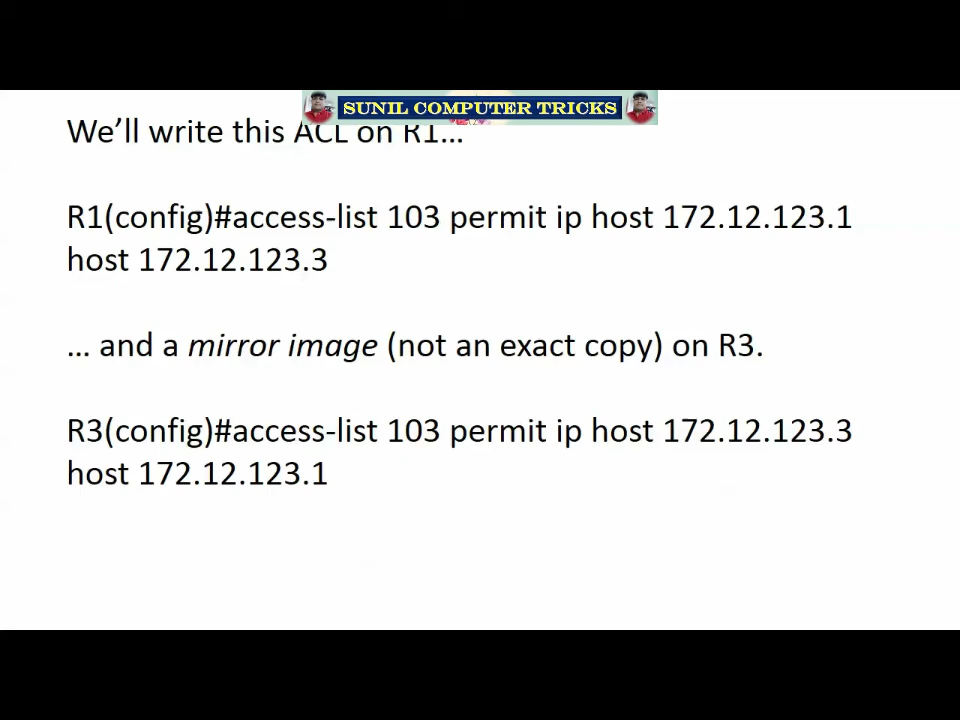 SUNIL COMPUTER TRICKS
We'll write this ACL on R1...
R1(config)#access-list 103 permit ip host 172.12.123.1
host 172.12.123.3
... and a mirror image (not an exact copy) on R3.
R3(config)#access-list 103 permit ip host 172.12.123.3
host 172.12.123.1